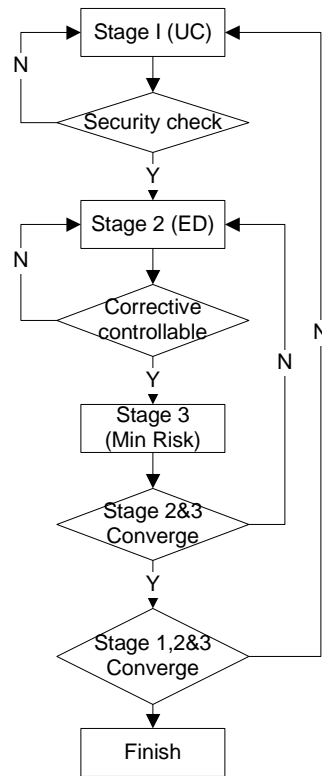 Stage I (UC)
N
Security check
Y
Stage 2 (ED)
N
Corrective
controllable
N
N
Y
Stage 3
(Min Risk)
Stage 2&3
Converge
Y
Stage 1,2&3
Converge
Finish